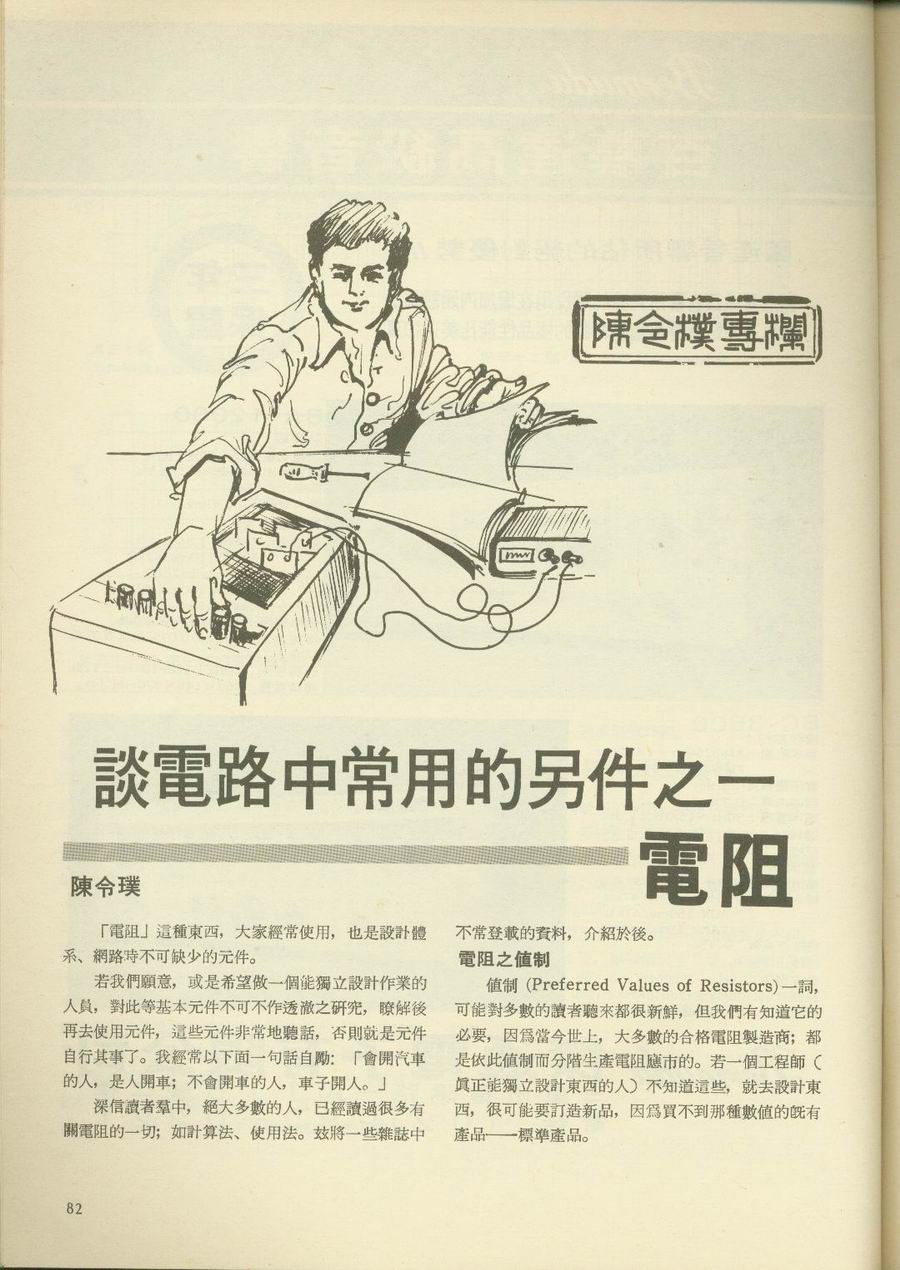 陳令樸專欄
談電路中常用的另件之一
電阻
陳令璞
「電阻」這種東西，大家經常使用，也是設計體
系、網路時不可缺少的元件。
若我們願意，或是希望做一個能獨立設計作業的
人員，對此等基本元件不可不作透澈之研究，瞭解後
再去使用元件，這些元件非常地聽話，否則就是元件
自行其事了。我經常以下面一句話自勵：「會開汽車
的人，是人開車；不會開車的人，車子開人。」
深信讀者羣中，絕大多數的人，已經讀過很多有
關電阻的一切；如計算法、使用法。玆將一些雜誌中
不常登載的資料，介紹於後。
電阻之値制
値制 (Preferred Values of Resistors) 一詞，
可能對多數的讀者聽來都很新鮮，但我們有知道它的
必要，因爲當今世上，大多數的合格電阻製造商；都
是依此値制而分階生產電阻應市的。若一個工程師（
眞正能獨立設計東西的人）不知道這些，就去設計東
西，很可能要訂造新品，因爲買不到那種數値的旣有
產品——標準產品。
82